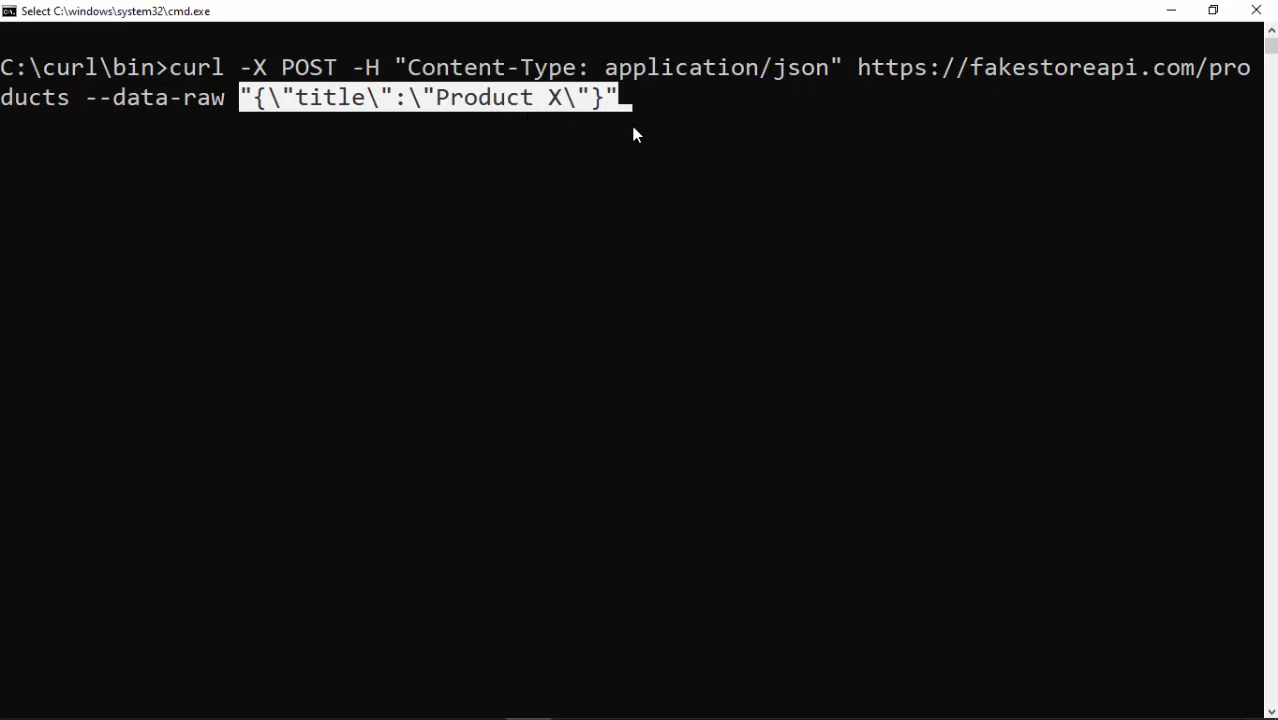 Select C:\windows\system32\cmd.exe
C:\curl\bin>curl -X POST -H "Content-Type: application/json" https://fakestoreapi.com/pro
ducts --data-raw "{\"title\":\"Product X\"}"